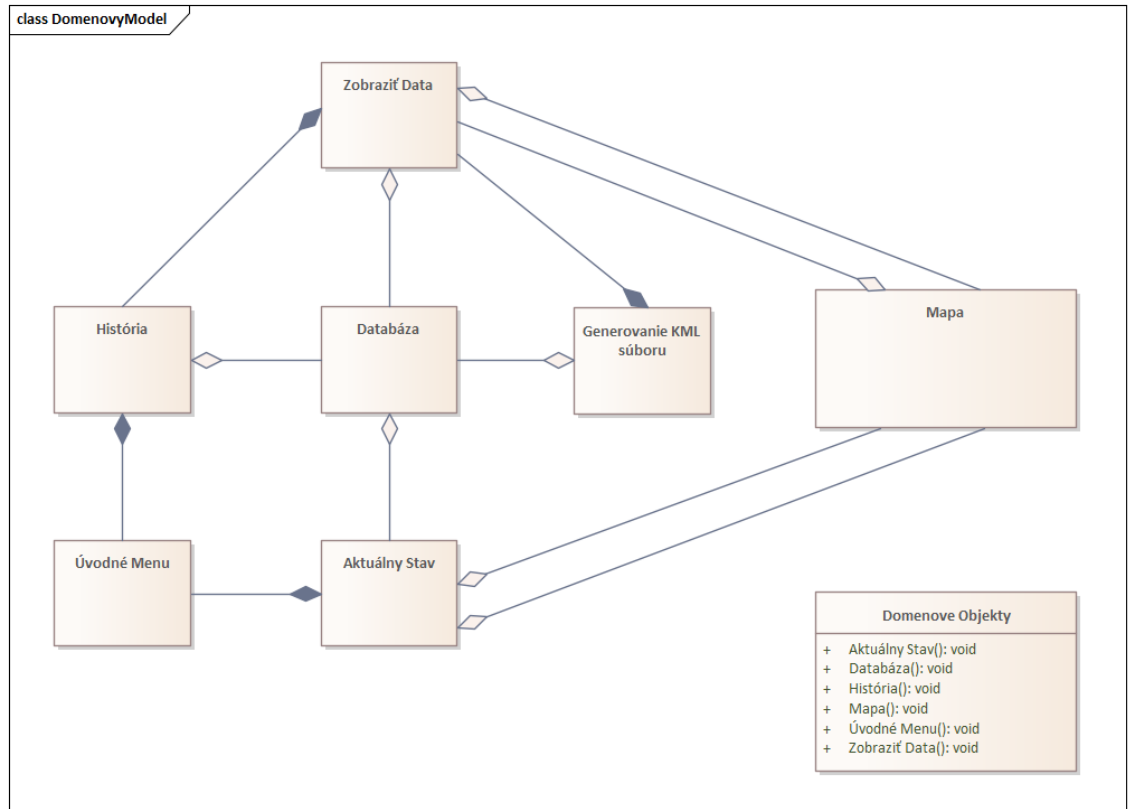 class DomenovyModel
Zobraziť Data
História
Databáza
Generovanie KML
súboru
Mapa
Úvodné Menu
Aktuálny Stav
Domenove Objekty
+ Aktuálny Stav(): void
+ Databáza(): void
+ História(): void
+ Mapa(): void
+ Úvodné Menu(): void
+ Zobraziť Data(): void